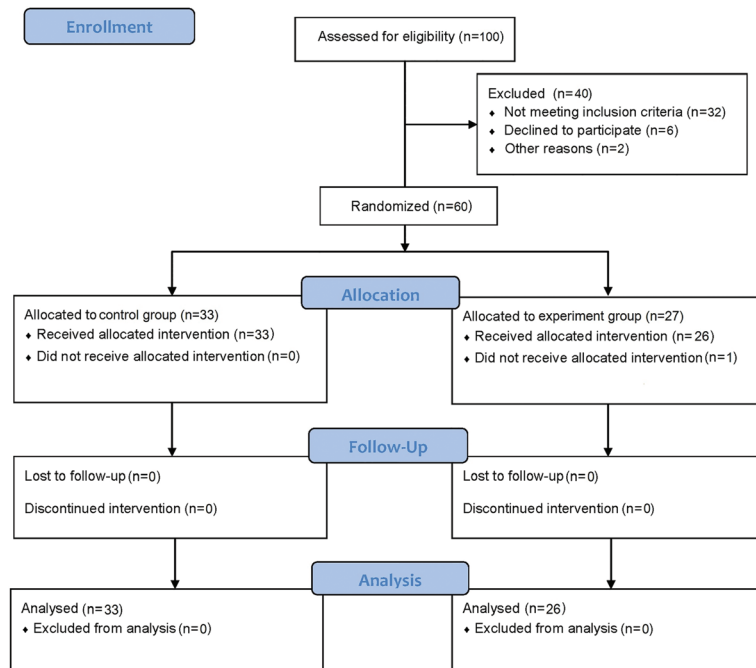 Enrollment
Assessed for eligibility (n=100)
Excluded (n=40)
♦ Not meeting inclusion criteria (n=32)
♦ Declined to participate (n=6)
♦ Other reasons (n=2)
Randomized (n=60)
Allocation
Allocated to control group (n=33)
♦ Received allocated intervention (n=33)
♦ Did not receive allocated intervention (n=0)
Allocated to experiment group (n=27)
♦ Received allocated intervention (n=26)
♦ Did not receive allocated intervention (n=1)
Follow-Up
Lost to follow-up (n=0)
Discontinued intervention (n=0)
Lost to follow-up (n=0)
Discontinued intervention (n=0)
Analysis
Analysed (n=33)
♦ Excluded from analysis (n=0)
Analysed (n=26)
♦ Excluded from analysis (n=0)